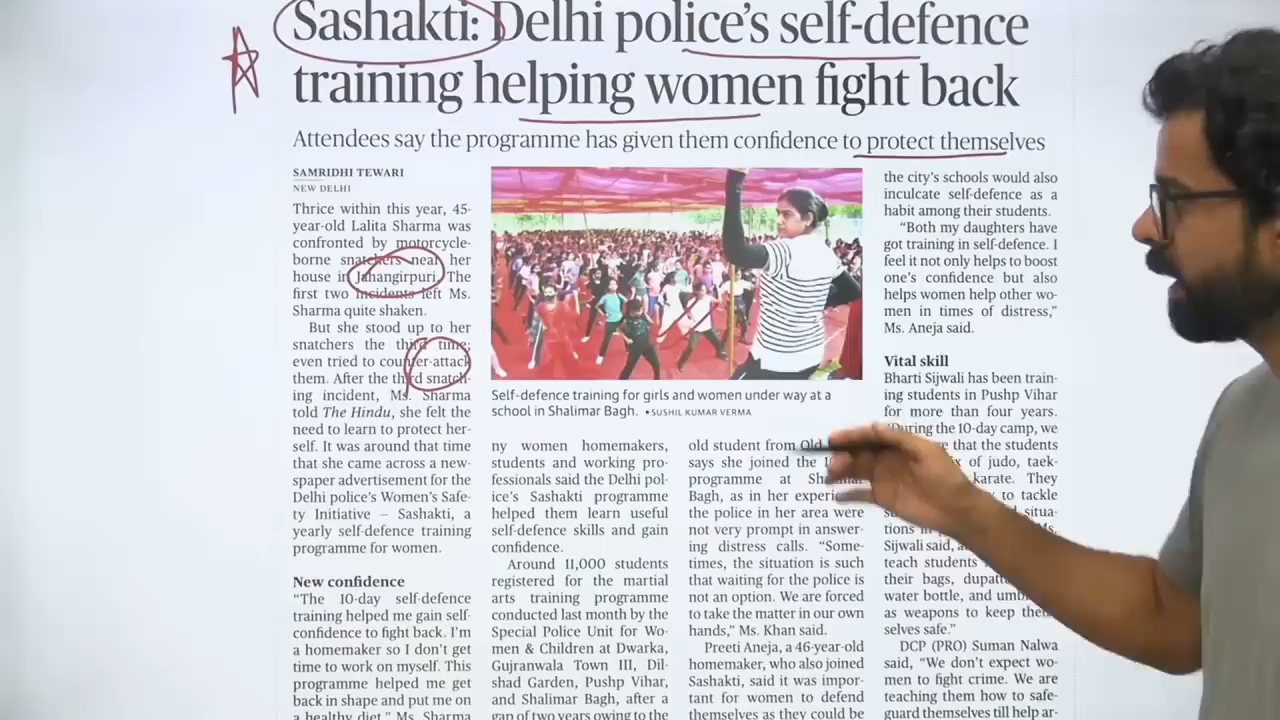 Sashakti: Delhi police’s self-defence
training helping women fight back
Attendees say the programme has given them confidence to protect themselves
SAMRIDHI TEWARI
NEW DELHI
Thrice within this year, 45-
year-old Lalita Sharma was
confronted by motorcycle-
borne snatchers near her
house in Jahangirpuri. The
first two incidents left Ms.
Sharma qute shaken.
But she stood up to her
snatchers the third time;
even tried to counter-attack
them. After the third snatch-
ing incident, Ms. Sharma
told The Hindu, she felt the
need to learn to protect her-
self. It was around that time
that she came across a new-
spaper advertisement for the
Delhi police’s Women’s Safe-
ty Initiative – Sashakti, a
yearly self-defence training
programme for women.
New confidence
“The 10-day self-defence
training helped me gain self-
confidence to fight back. I’m
a homemaker so I don’t get
time to work on myself. This
programme helped me get
back in shape and put me on
a healthy diet,” Ms. Sharma
Self-defence training for girls and women under way at a
school in Shalimar Bagh. •SUSHIL KUMAR VERMA
ny women homemakers,
students and working pro-
fessionals said the Delhi pol-
ice’s Sashakti programme
helped them learn useful
self-defence skills and gain
confidence.
Around 11,000 students
registered for the martial
arts training programme
conducted last month by the
Special Police Unit for Wo-
men & Children at Dwarka,
Gujranwala Town III, Dil-
shad Garden, Pushp Vihar,
and Shalimar Bagh, after a
gap of two years owing to the
old student from Old
says she joined the
programme at
Bagh, as in her
the police in her area were
not very prompt in answer-
ing distress calls. “Some-
times, the situation is such
that waiting for the police is
not an option. We are forced
to take the matter in our own
hands,” Ms. Khan said.
Preeti Aneja, a 46-year-old
homemaker, who also joined
Sashakti, said it was impor-
tant for women to defend
themselves as they could be
the city’s schools would also
inculcate self-defence as a
habit among their students.
“Both my daughters have
got training in self-defence. I
feel it not only helps to boost
one’s confidence but also
helps women help other wo-
men in times of distress,”
Ms. Aneja said.
Vital skill
Bharti Sijwali has been train-
ing students in Pushp Vihar
for more than four years.
“During the 10-day camp, we
that the students
of judo, taek-
karate. They
to tackle
situa-
tions
Sijwali said,
teach students
their bags,
water bottle, and
as weapons to keep
selves safe.”
DCP (PRO) Suman Nalwa
said, “We don’t expect wo-
men to fight crime. We are
teaching them how to safe-
guard themselves till help ar-